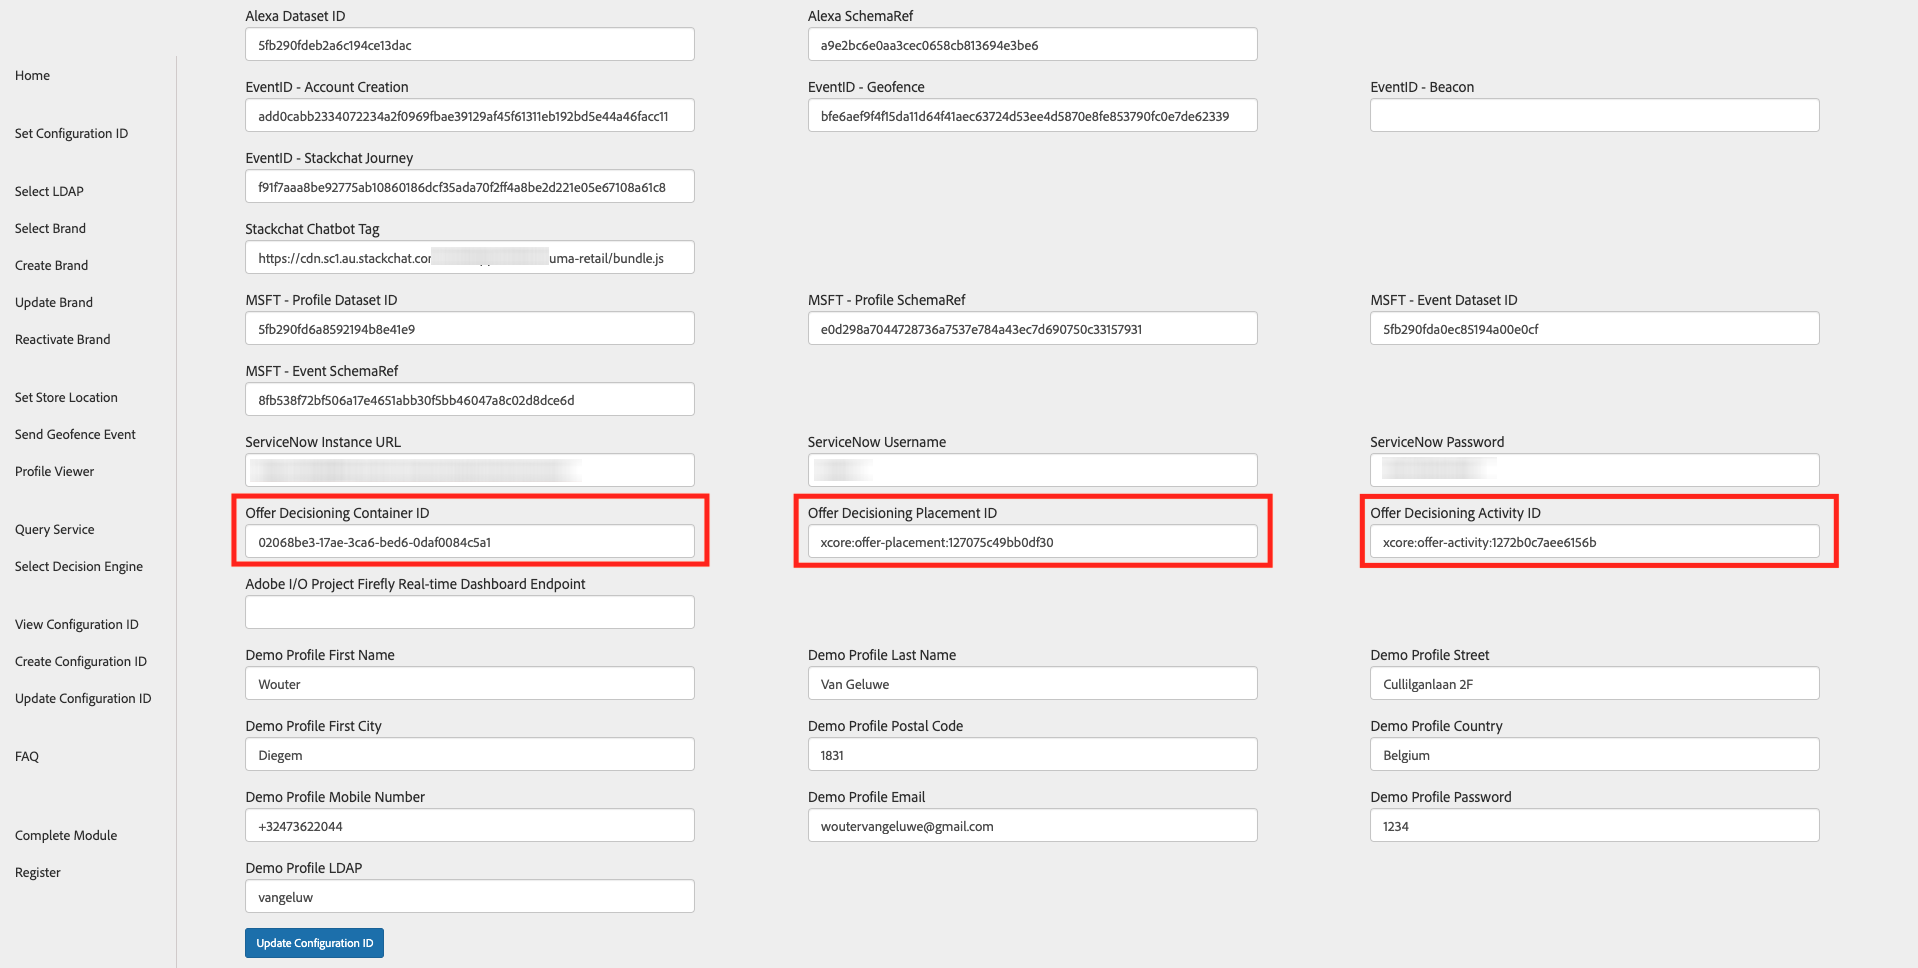 Home
Set Configuration ID
Select LDAP
Select Brand
Create Brand
Update Brand
Reactivate Brand
Set Store Location
Send Geofence Event
Profile Viewer
Query Service
Select Decision Engine
View Configuration ID
Create Configuration ID
Update Configuration ID
FAQ
Complete Module
Register
Alexa Dataset ID
5fb290fdeb2a6c194ce13dac
Alexa SchemaRef
a9e2bc6e0aa3cec0658cb813694e3be6
EventID - Account Creation
add0cabb2334072234a2f0969fbae39129af45f61311eb192bd5e44a46facc11
EventID - Geofence
bfe6aef9f4f15da11d64f41aec63724d53ee4d5870e8fe853790fc0e7de62339
EventID - Beacon
EventID - Stackchat Journey
f91f7aaa8be92775ab10860186dcf35ada70f2ff4a8be2d221e05e67108a61c8
Stackchat Chatbot Tag
https://cdn.sc1.au.stackchat.com uma-retail/bundle.js
MSFT - Profile Dataset ID
5fb290fd6a8592194b8e41e9
MSFT - Profile SchemaRef
e0d298a7044728736a7537e784a43ec7d690750c33157931
MSFT - Event Dataset ID
5fb290fda0ec85194a00e0cf
MSFT - Event SchemaRef
8fb538f72bf506a17e4651abb30f5bb46047a8c02d8dce6d
ServiceNow Instance URL
ServiceNow Username
ServiceNow Password
Offer Decisioning Container ID
02068be3-17ae-3ca6-bed6-0daf0084c5a1
Offer Decisioning Placement ID
xcore:offer-placement:127075c49bb0df30
Offer Decisioning Activity ID
xcore:offer-activity:1272b0c7aee6156b
Adobe I/O Project Firefly Real-time Dashboard Endpoint
Demo Profile First Name
Wouter
Demo Profile Last Name
Van Geluwe
Demo Profile Street
Cullilganlaan 2F
Demo Profile First City
Diegem
Demo Profile Postal Code
1831
Demo Profile Country
Belgium
Demo Profile Mobile Number
+32473622044
Demo Profile Email
woutervangeluwe@gmail.com
Demo Profile Password
1234
Demo Profile LDAP
vangeluw
Update Configuration ID